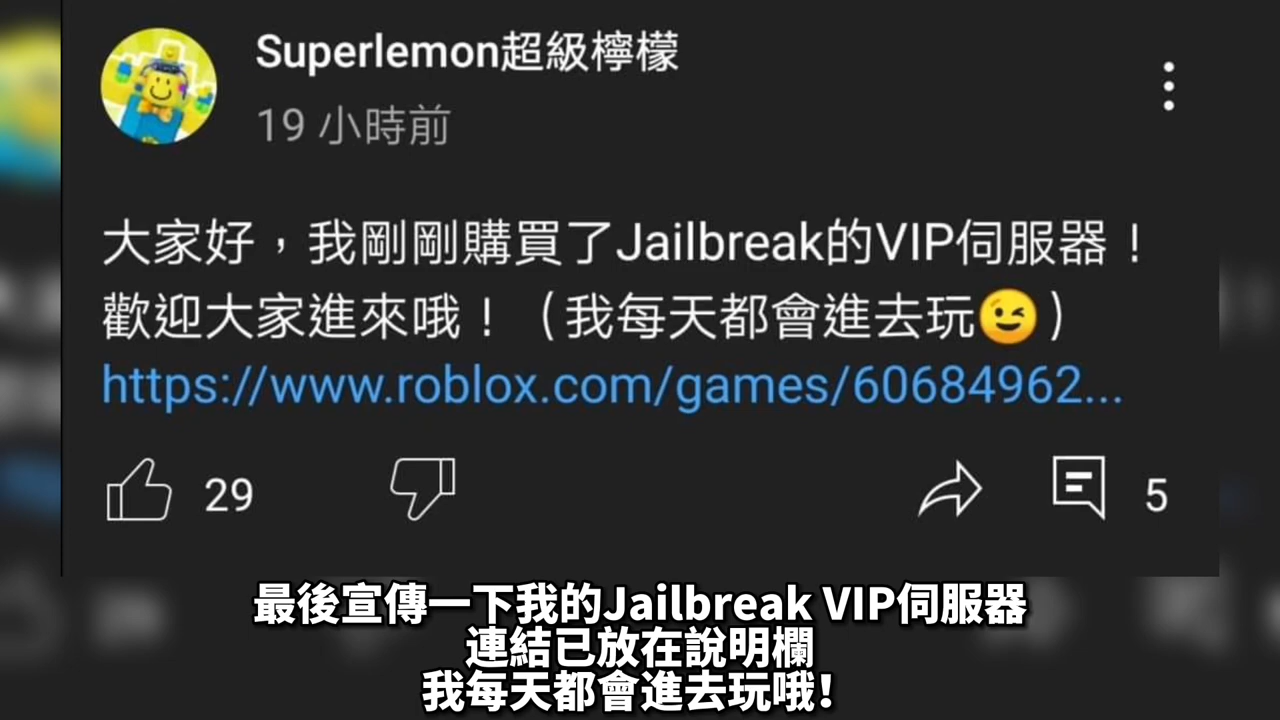 Superlemon超級檸檬
19 小時前
大家好，我剛剛購買了Jailbreak的VIP伺服器！
歡迎大家進來哦！（我每天都會進去玩😉）
https://www.roblox.com/games/60684962...
29
5
最後宣傳一下我的Jailbreak VIP伺服器
連結已放在說明欄
我每天都會進去玩哦！